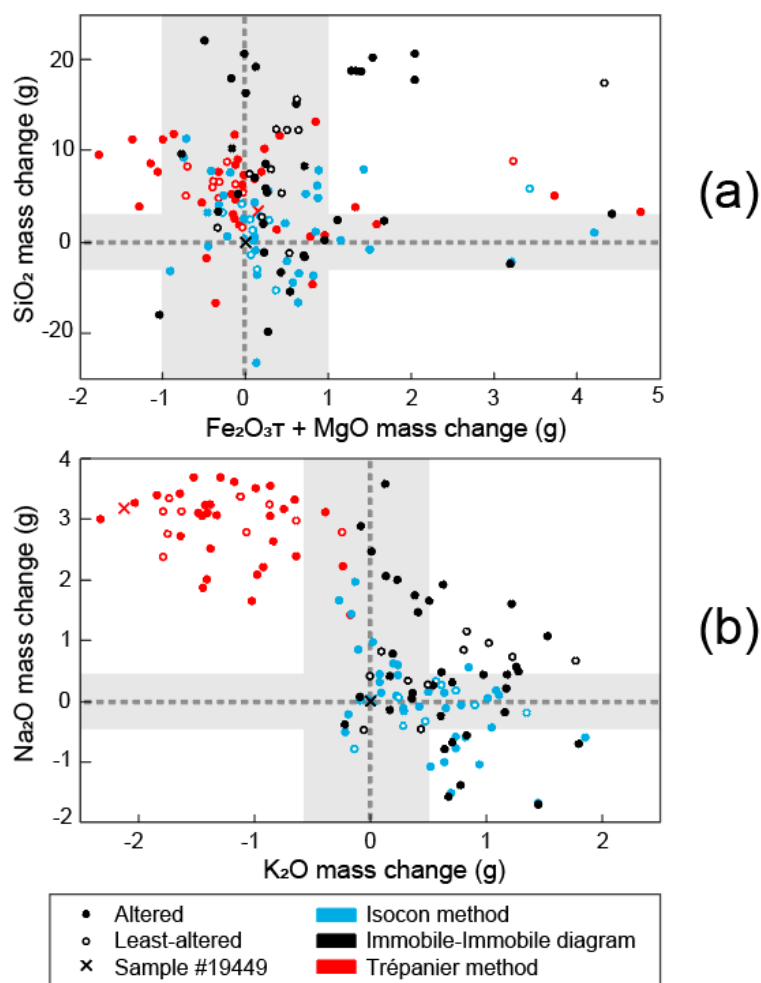 20
10
0
-20
SiO₂ mass change (g)
-2 -1 0 1 2 3 4 5
Fe₂O₃T + MgO mass change (g)
(a)
4
3
2
1
0
-1
-2
Na₂O mass change (g)
-2 -1 0 1 2
K₂O mass change (g)
(b)
Altered Isocon method
Least-altered Immobile-Immobile diagram
Sample #19449 Trépanier method